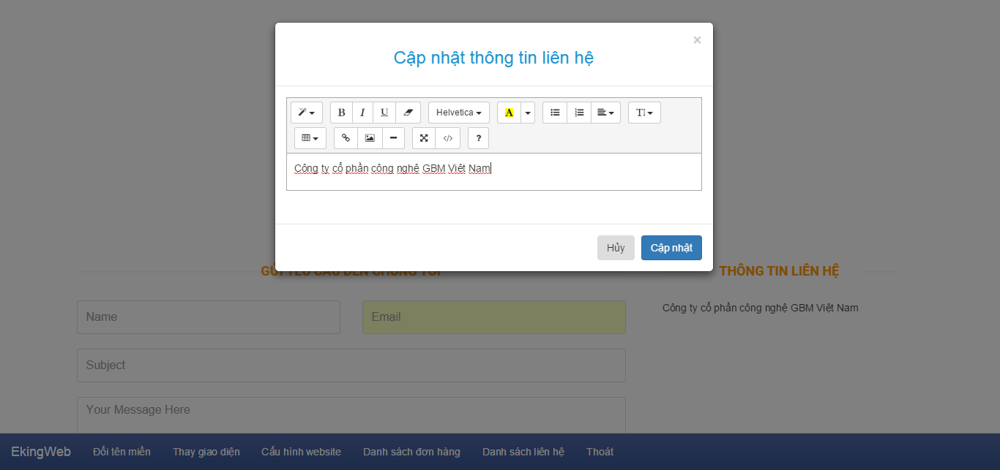 ×
Cập nhật thông tin liên hệ
B I U Helvetica A TI
</> ?
Công ty cổ phần công nghệ GBM Việt Nam
Hủy Cập nhật
GỬI YÊU CẦU ĐẾN CHÚNG TÔI
THÔNG TIN LIÊN HỆ
Name Email
Công ty cổ phần công nghệ GBM Việt Nam
Subject
Your Message Here
EkingWeb Đổi tên miền Thay giao diện Cấu hình website Danh sách đơn hàng Danh sách liên hệ Thoát